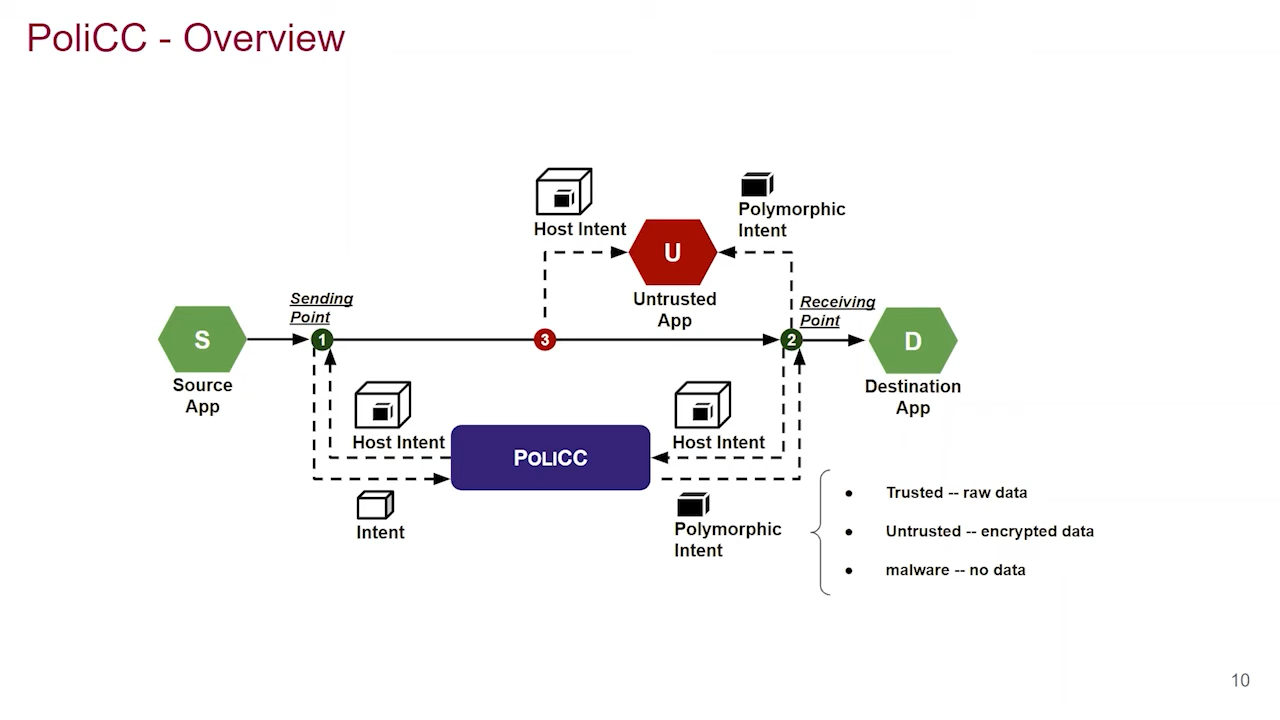 PoliCC - Overview
Host Intent
Polymorphic
Intent
U
Untrusted
App
Sending
Point
Receiving
Point
S
1
3
2
D
Source
App
Destination
App
Host Intent
Host Intent
POLICC
Intent
Polymorphic
Intent
● Trusted -- raw data
● Untrusted -- encrypted data
● malware -- no data
10